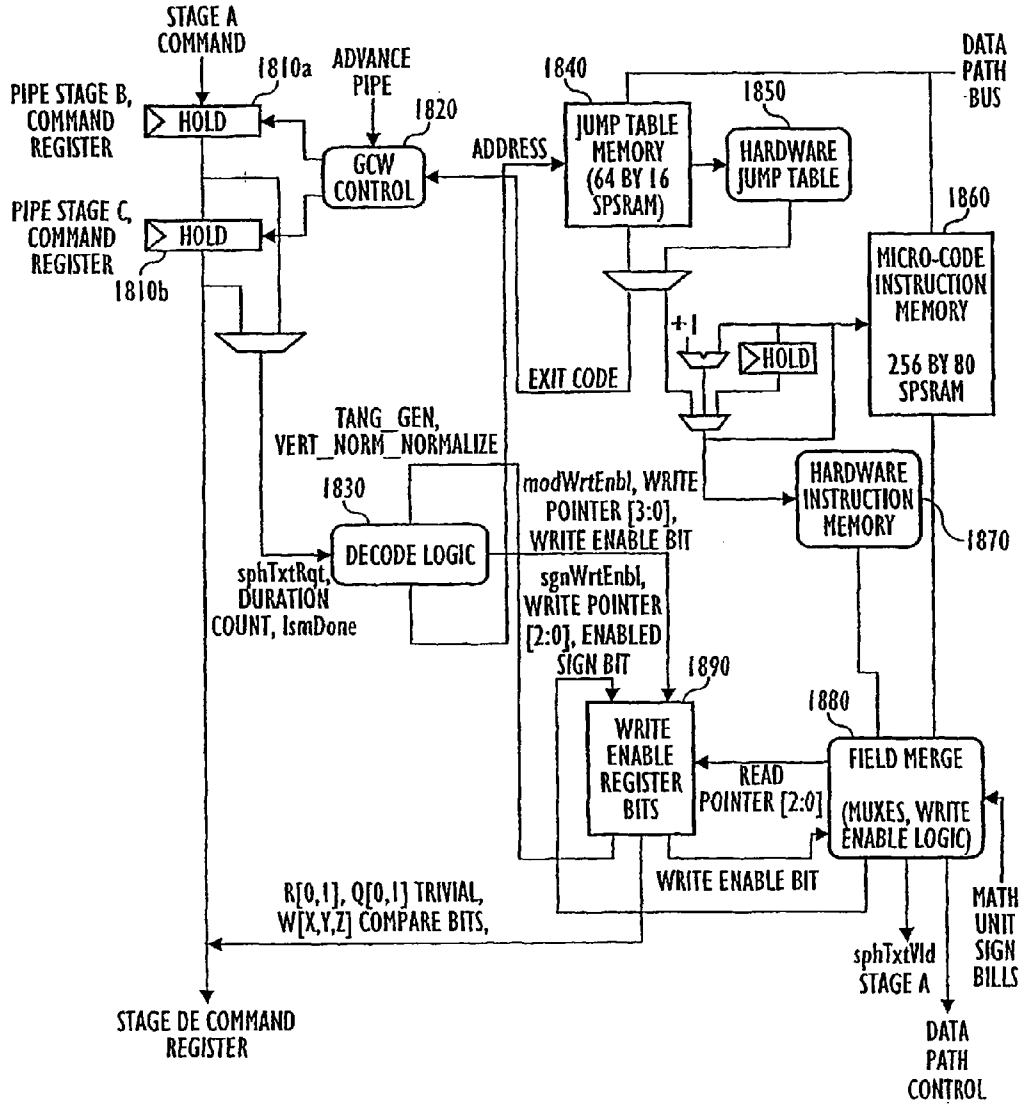 STAGE A
COMMAND
1810a
PIPE STAGE B,
COMMAND
REGISTER
HOLD
ADVANCE
PIPE
1820
GCW
CONTROL
PIPE STAGE C,
COMMAND
REGISTER
HOLD
1810b
ADDRESS
1840
JUMP TABLE
MEMORY
(64 BY 16
SPSRAM)
1850
HARDWARE
JUMP TABLE
DATA
PATH
BUS
1860
MICRO-CODE
INSTRUCTION
MEMORY
256 BY 80
SPSRAM
+1
HOLD
EXIT CODE
TANG_GEN,
VERT_NORM_NORMALIZE
1830
DECODE LOGIC
modWrtEnbl, WRITE
POINTER [3:0],
WRITE ENABLE BIT
HARDWARE
INSTRUCTION
MEMORY
1870
sphTxtRqt,
DURATION
COUNT, lsmDone
sgnWrtEnbl,
WRITE POINTER
[2:0], ENABLED
SIGN BIT
1890
WRITE
ENABLE
REGISTER
BITS
READ
POINTER [2:0]
1880
FIELD MERGE
(MUXES, WRITE
ENABLE LOGIC)
WRITE ENABLE BIT
MATH
UNIT
SIGN
BILLS
R[0,1], Q[0,1] TRIVIAL,
W[X,Y,Z] COMPARE BITS,
sphTxtVld
STAGE A
STAGE DE COMMAND
REGISTER
DATA
PATH
CONTROL